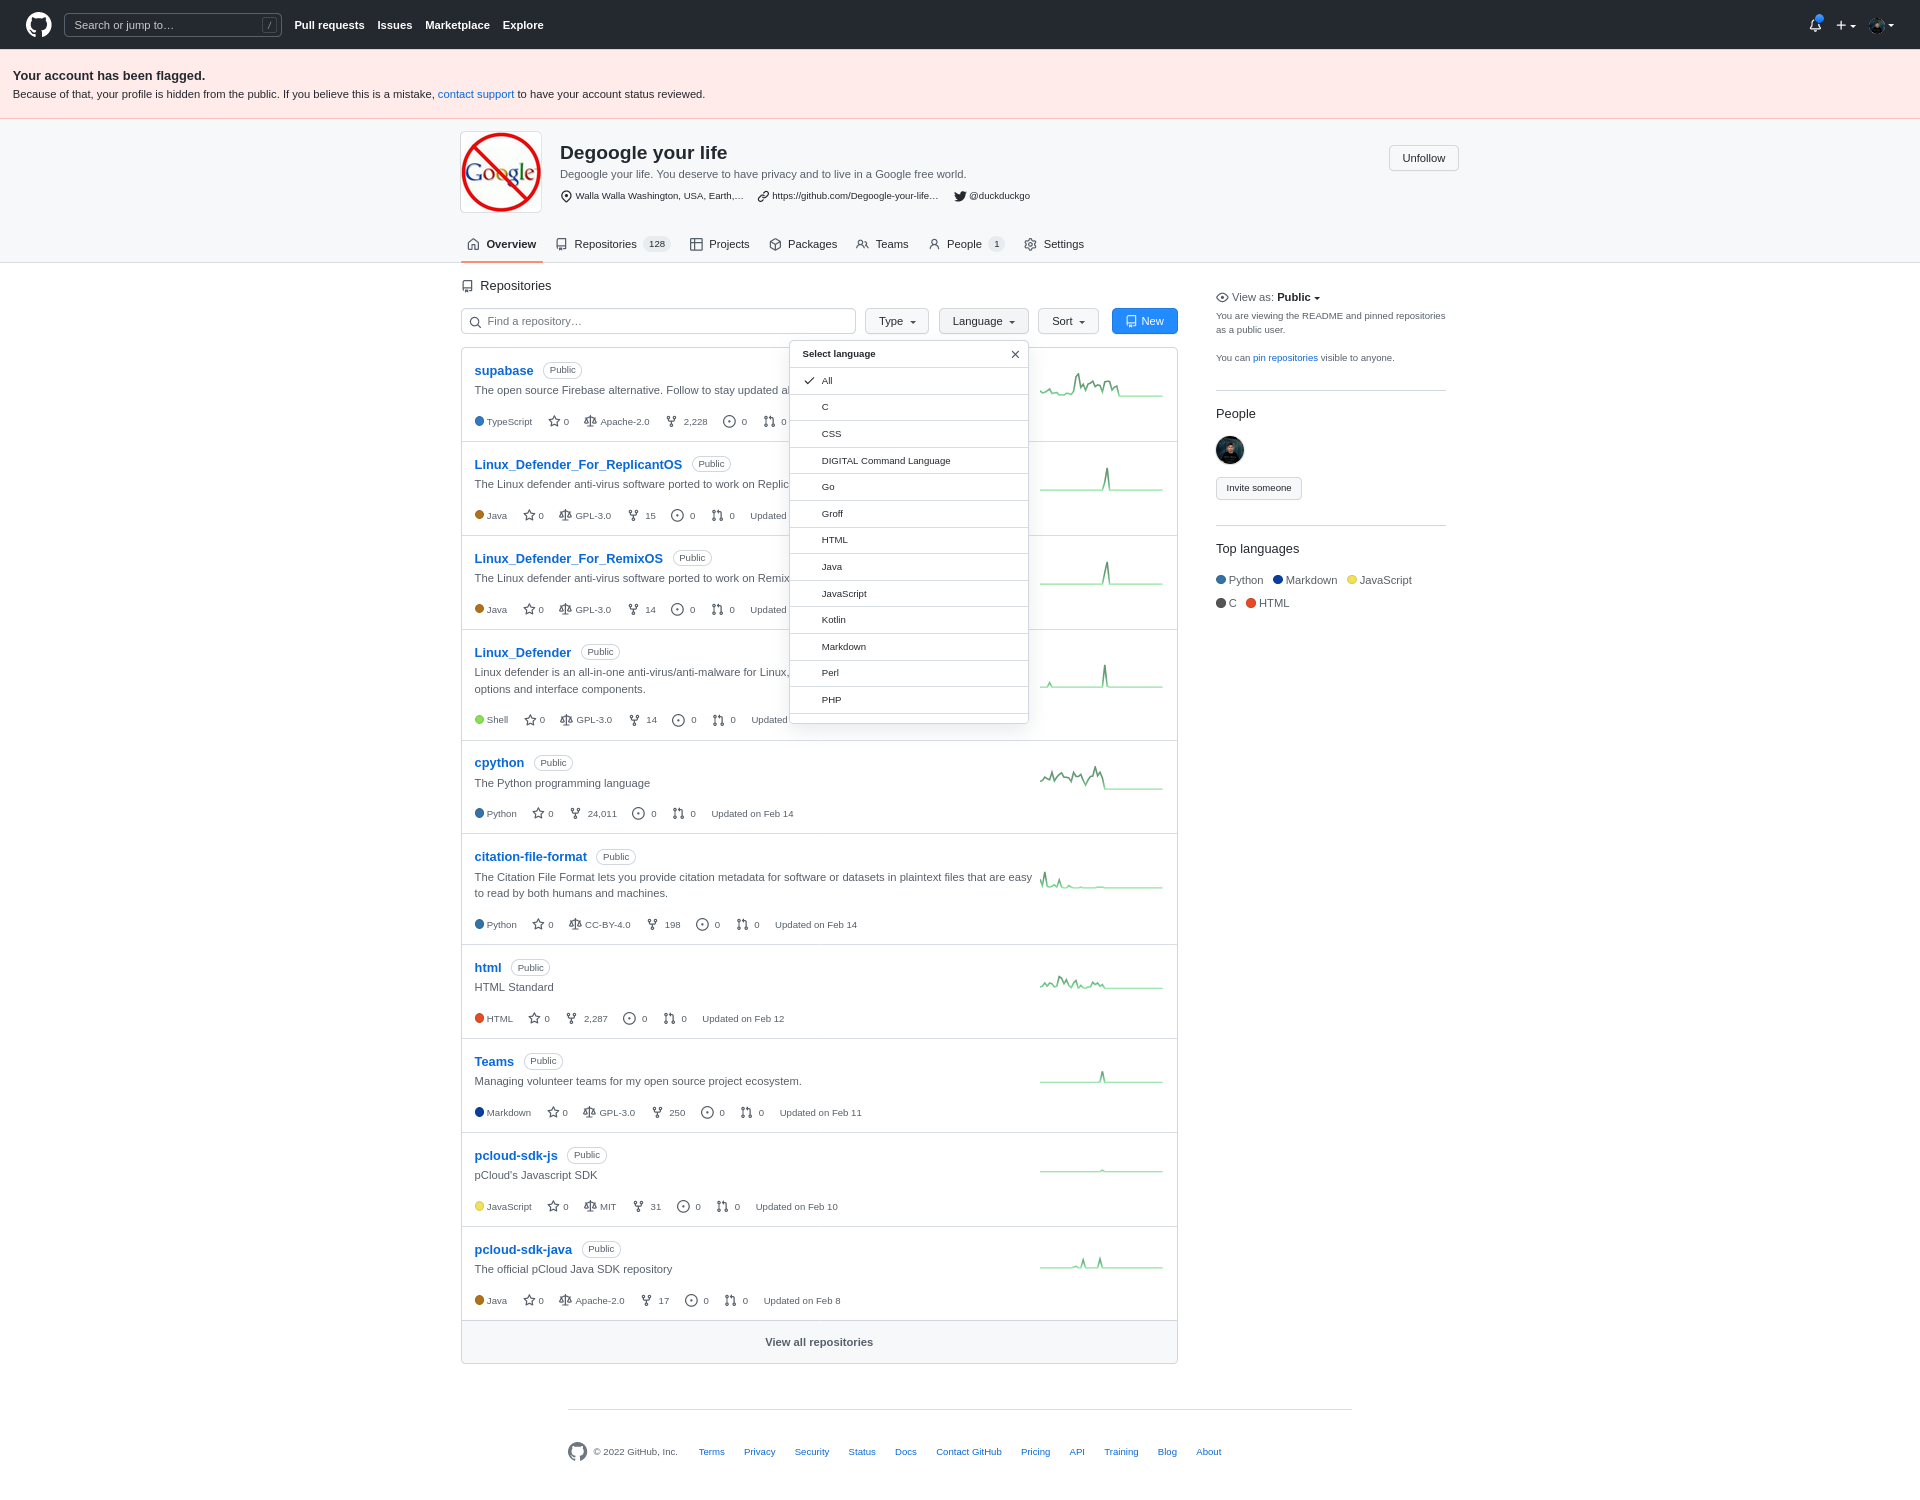 Search or jump to…
/
Pull requests
Issues
Marketplace
Explore
Your account has been flagged.
Because of that, your profile is hidden from the public. If you believe this is a mistake, contact support to have your account status reviewed.
Google
Degoogle your life
Degoogle your life. You deserve to have privacy and to live in a Google free world.
Walla Walla Washington, USA, Earth,… https://github.com/Degoogle-your-life… @duckduckgo
Unfollow
Overview
Repositories 128
Projects
Packages
Teams
People 1
Settings
Repositories
Find a repository…
Type
Language
Sort
New
Select language
All
C
CSS
DIGITAL Command Language
Go
Groff
HTML
Java
JavaScript
Kotlin
Markdown
Perl
PHP
supabase Public
The open source Firebase alternative. Follow to stay updated a
TypeScript 0 Apache-2.0 2,228 0 0
Linux_Defender_For_ReplicantOS Public
The Linux defender anti-virus software ported to work on Replic
Java 0 GPL-3.0 15 0 0 Updated
Linux_Defender_For_RemixOS Public
The Linux defender anti-virus software ported to work on Remix
Java 0 GPL-3.0 14 0 0 Updated
Linux_Defender Public
Linux defender is an all-in-one anti-virus/anti-malware for Linux,
options and interface components.
Shell 0 GPL-3.0 14 0 0 Updated
cpython Public
The Python programming language
Python 0 24,011 0 0 Updated on Feb 14
citation-file-format Public
The Citation File Format lets you provide citation metadata for software or datasets in plaintext files that are easy
to read by both humans and machines.
Python 0 CC-BY-4.0 198 0 0 Updated on Feb 14
html Public
HTML Standard
HTML 0 2,287 0 0 Updated on Feb 12
Teams Public
Managing volunteer teams for my open source project ecosystem.
Markdown 0 GPL-3.0 250 0 0 Updated on Feb 11
pcloud-sdk-js Public
pCloud's Javascript SDK
JavaScript 0 MIT 31 0 0 Updated on Feb 10
pcloud-sdk-java Public
The official pCloud Java SDK repository
Java 0 Apache-2.0 17 0 0 Updated on Feb 8
View all repositories
View as: Public
You are viewing the README and pinned repositories
as a public user.
You can pin repositories visible to anyone.
People
Invite someone
Top languages
Python Markdown JavaScript
C HTML
© 2022 GitHub, Inc.
Terms
Privacy
Security
Status
Docs
Contact GitHub
Pricing
API
Training
Blog
About